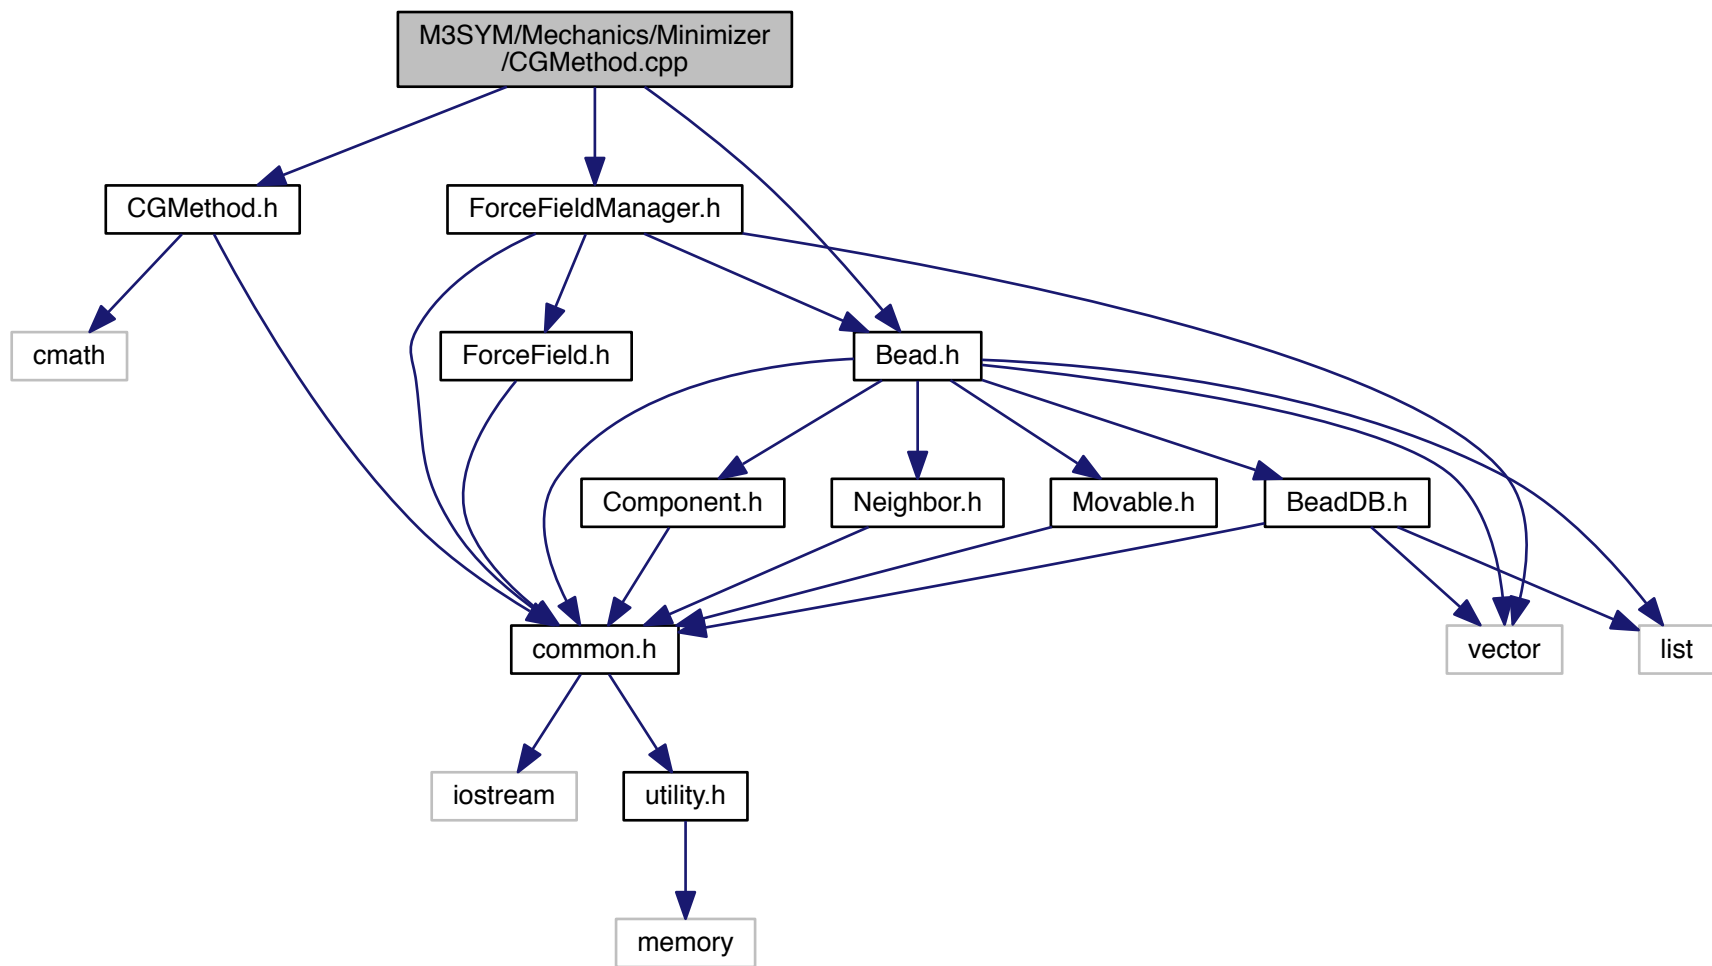 M3SYM/Mechanics/Minimizer
/CGMethod.cpp
CGMethod.h
ForceFieldManager.h
cmath
ForceField.h
Bead.h
Component.h
Neighbor.h
Movable.h
BeadDB.h
common.h
vector
list
iostream
utility.h
memory